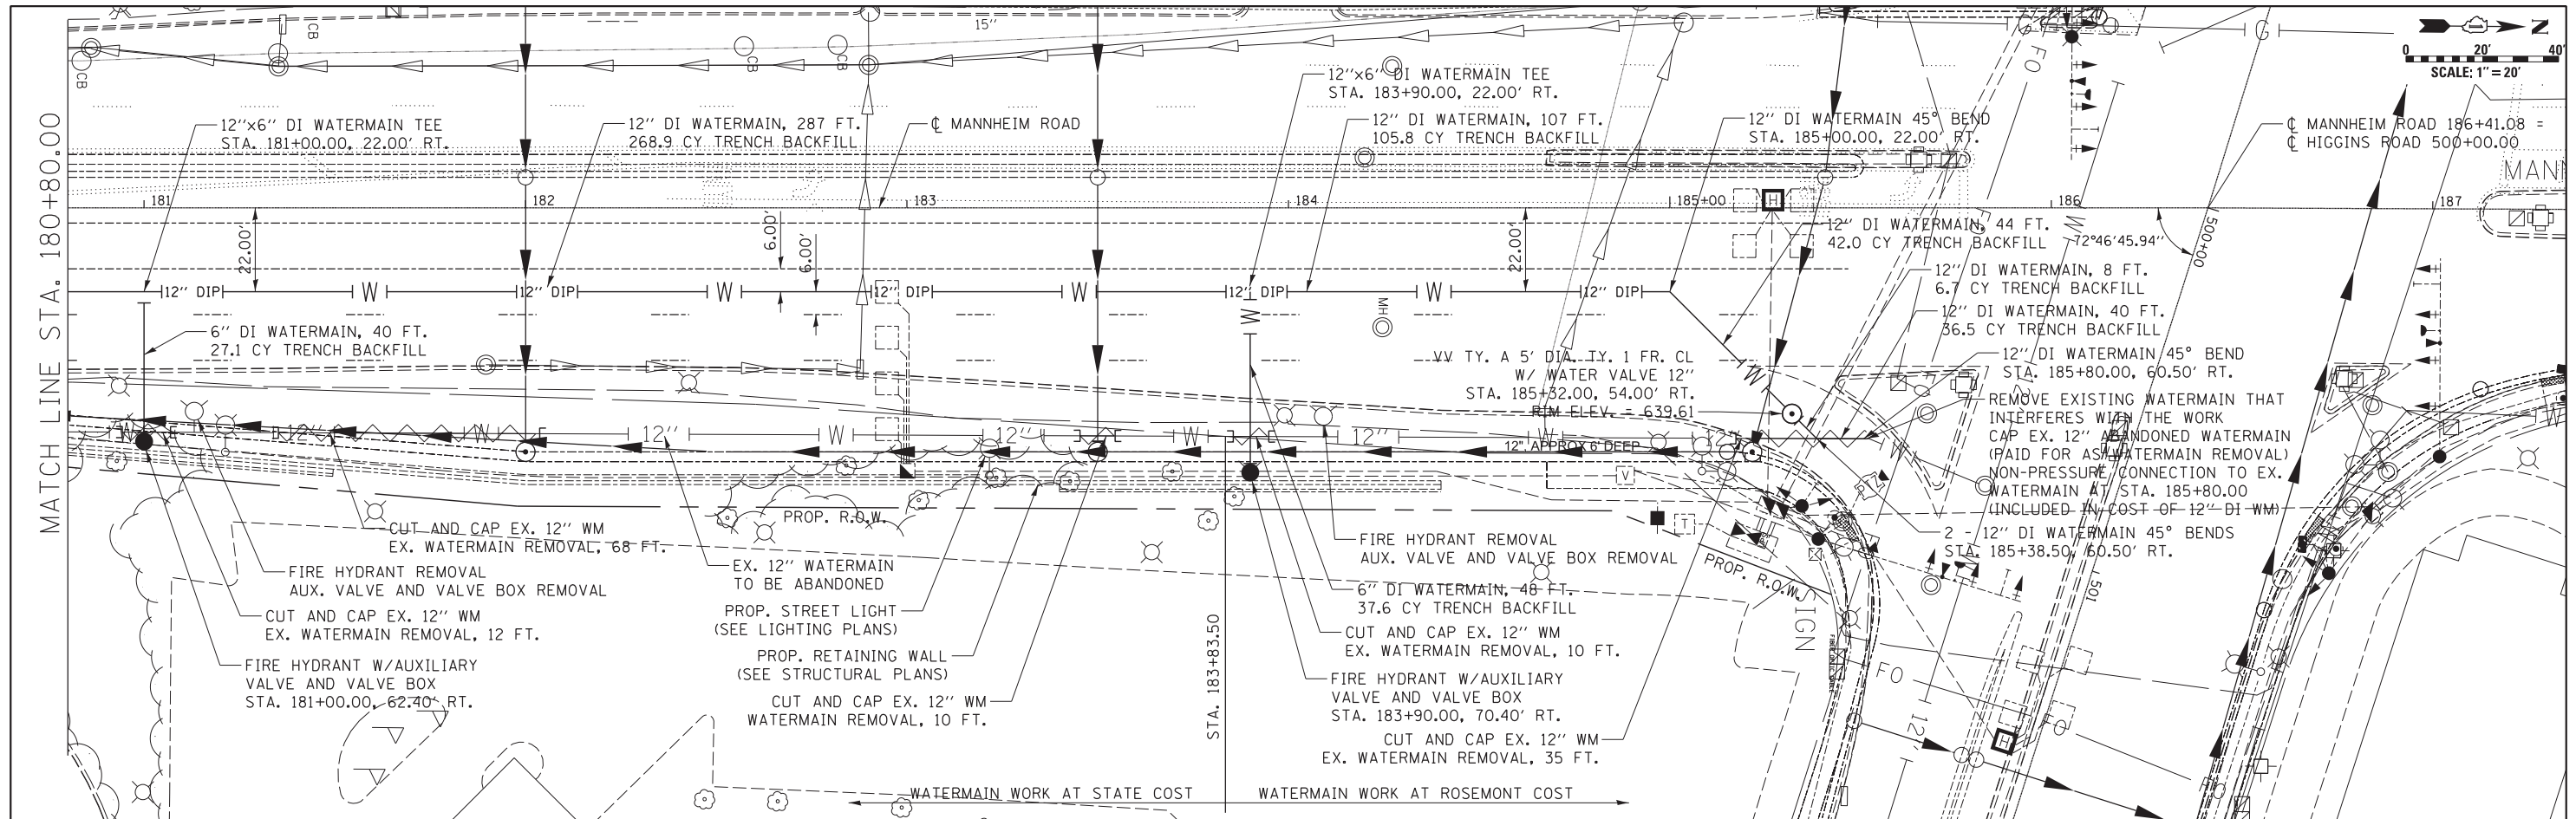 MATCH LINE STA. 180+80.00
CB
CB
CB
CB
15''
G
FO
N
0 20' 40'
SCALE: 1" = 20'
12''x6'' DI WATERMAIN TEE
STA. 181+00.00, 22.00' RT.
12'' DI WATERMAIN, 287 FT.
268.9 CY TRENCH BACKFILL
℄ MANNHEIM ROAD
12''x6'' DI WATERMAIN TEE
STA. 183+90.00, 22.00' RT.
12'' DI WATERMAIN, 107 FT.
105.8 CY TRENCH BACKFILL
12'' DI WATERMAIN 45° BEND
STA. 185+00.00, 22.00' RT.
℄ MANNHEIM ROAD 186+41.08 =
℄ HIGGINS ROAD 500+00.00
MANN
181
182
183
184
185+00
186
187
H
22.00'
6.00'
6.00'
22.00'
12'' DI WATERMAIN, 44 FT.
42.0 CY TRENCH BACKFILL
72°46'45.94''
500+00
12'' DIP
W
12'' DIP
W
12'' DIP
W
12'' DIP
W
12'' DIP
W
MH
W
12'' DI WATERMAIN, 8 FT.
6.7 CY TRENCH BACKFILL
12'' DI WATERMAIN, 40 FT.
36.5 CY TRENCH BACKFILL
12'' DI WATERMAIN 45° BEND
STA. 185+80.00, 60.50' RT.
6'' DI WATERMAIN, 40 FT.
27.1 CY TRENCH BACKFILL
VV TY. A 5' DIA. TY. 1 FR. CL
W/ WATER VALVE 12''
STA. 185+32.00, 54.00' RT.
RIM ELEV. = 639.61
REMOVE EXISTING WATERMAIN THAT
INTERFERES WITH THE WORK
CAP EX. 12'' ABANDONED WATERMAIN
(PAID FOR AS WATERMAIN REMOVAL)
NON-PRESSURE CONNECTION TO EX.
WATERMAIN AT STA. 185+80.00
(INCLUDED IN COST OF 12'' DI WM)
W
12''
W
12''
W
12''
W
12''
12" APPROX 6' DEEP
V
T
2 - 12'' DI WATERMAIN 45° BENDS
STA. 185+38.50, 60.50' RT.
PROP. R.O.W.
PROP. R.O.W.
CUT AND CAP EX. 12'' WM
EX. WATERMAIN REMOVAL, 68 FT.
FIRE HYDRANT REMOVAL
AUX. VALVE AND VALVE BOX REMOVAL
CUT AND CAP EX. 12'' WM
EX. WATERMAIN REMOVAL, 12 FT.
FIRE HYDRANT W/AUXILIARY
VALVE AND VALVE BOX
STA. 181+00.00, 62.40' RT.
EX. 12'' WATERMAIN
TO BE ABANDONED
PROP. STREET LIGHT
(SEE LIGHTING PLANS)
PROP. RETAINING WALL
(SEE STRUCTURAL PLANS)
CUT AND CAP EX. 12'' WM
WATERMAIN REMOVAL, 10 FT.
STA. 183+83.50
FIRE HYDRANT REMOVAL
AUX. VALVE AND VALVE BOX REMOVAL
6'' DI WATERMAIN, 48 FT.
37.6 CY TRENCH BACKFILL
CUT AND CAP EX. 12'' WM
EX. WATERMAIN REMOVAL, 10 FT.
FIRE HYDRANT W/AUXILIARY
VALVE AND VALVE BOX
STA. 183+90.00, 70.40' RT.
CUT AND CAP EX. 12'' WM
EX. WATERMAIN REMOVAL, 35 FT.
SIGN
501
FO
FO
12''
H
WATERMAIN WORK AT STATE COST
WATERMAIN WORK AT ROSEMONT COST